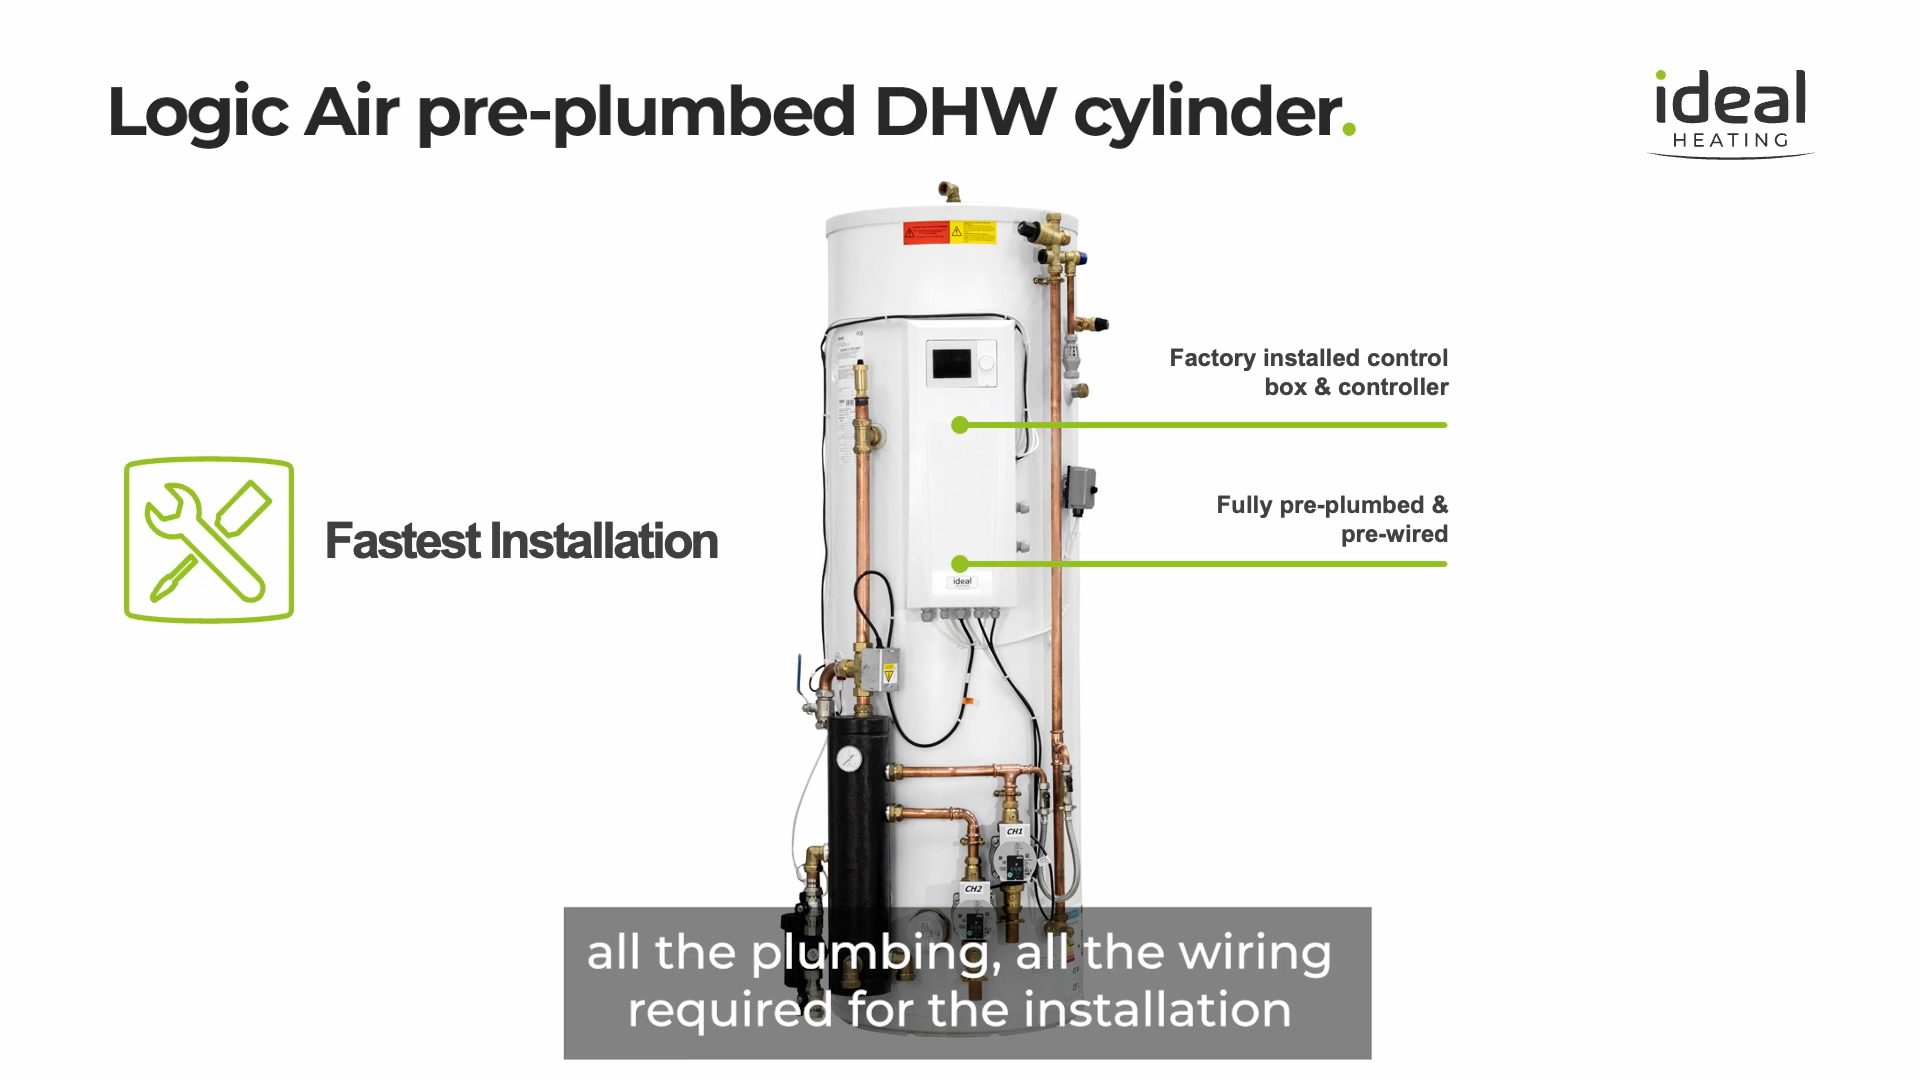 Logic Air pre-plumbed DHW cylinder.
ideal
HEATING
Factory installed control
box & controller
Fully pre-plumbed &
pre-wired
Fastest Installation
ideal
CH1
CH2
all the plumbing, all the wiring
required for the installation